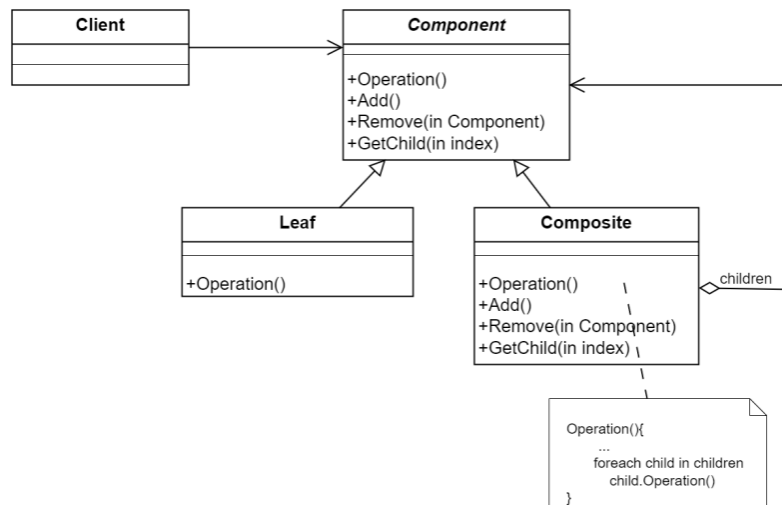 Client
Component
+Operation()
+Add()
+Remove(in Component)
+GetChild(in index)
Leaf
+Operation()
Composite
+Operation()
+Add()
+Remove(in Component)
+GetChild(in index)
children
Operation(){
...
foreach child in children
child.Operation()
}